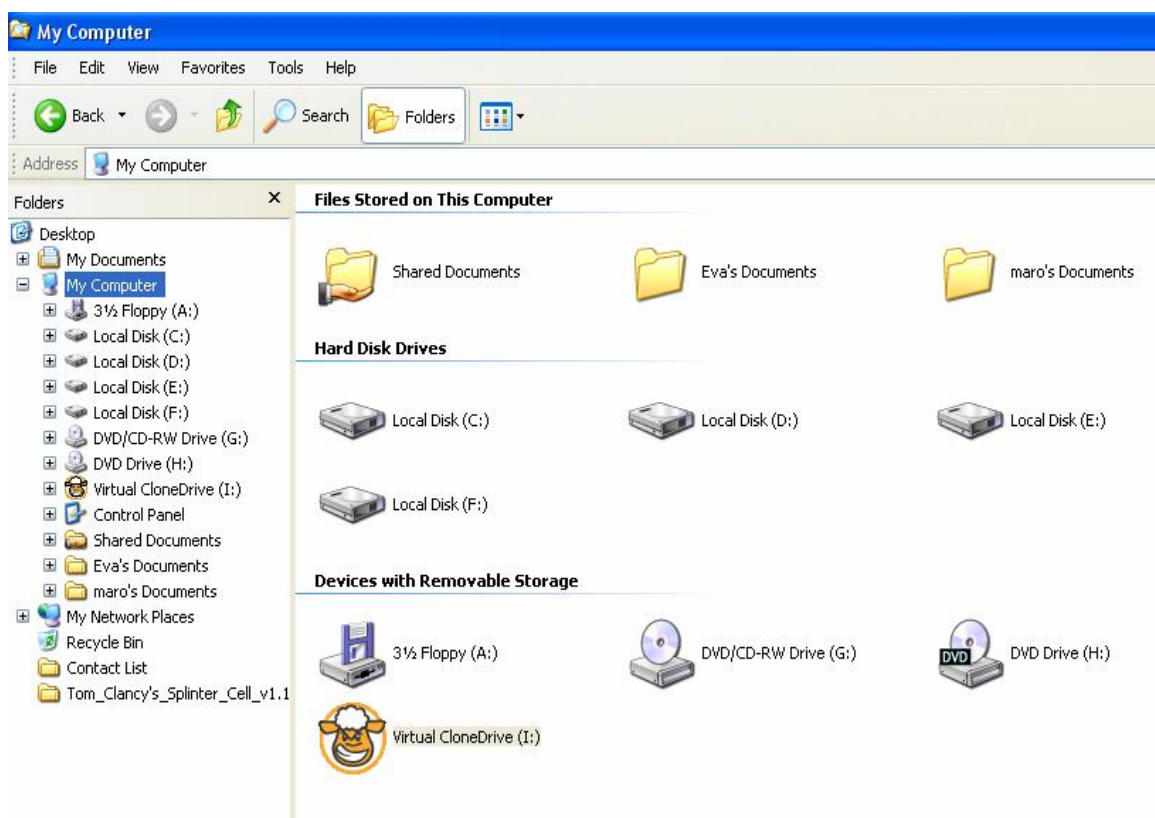 My Computer
File Edit View Favorites Tools Help
Back Search Folders
Address My Computer
Folders
Desktop
My Documents
My Computer
3½ Floppy (A:)
Local Disk (C:)
Local Disk (D:)
Local Disk (E:)
Local Disk (F:)
DVD/CD-RW Drive (G:)
DVD Drive (H:)
Virtual CloneDrive (I:)
Control Panel
Shared Documents
Eva's Documents
maro's Documents
My Network Places
Recycle Bin
Contact List
Tom_Clancy's_Splinter_Cell_v1.1
Files Stored on This Computer
Shared Documents Eva's Documents maro's Documents
Hard Disk Drives
Local Disk (C:) Local Disk (D:) Local Disk (E:)
Local Disk (F:)
Devices with Removable Storage
3½ Floppy (A:) DVD/CD-RW Drive (G:) DVD DVD Drive (H:)
Virtual CloneDrive (I:)